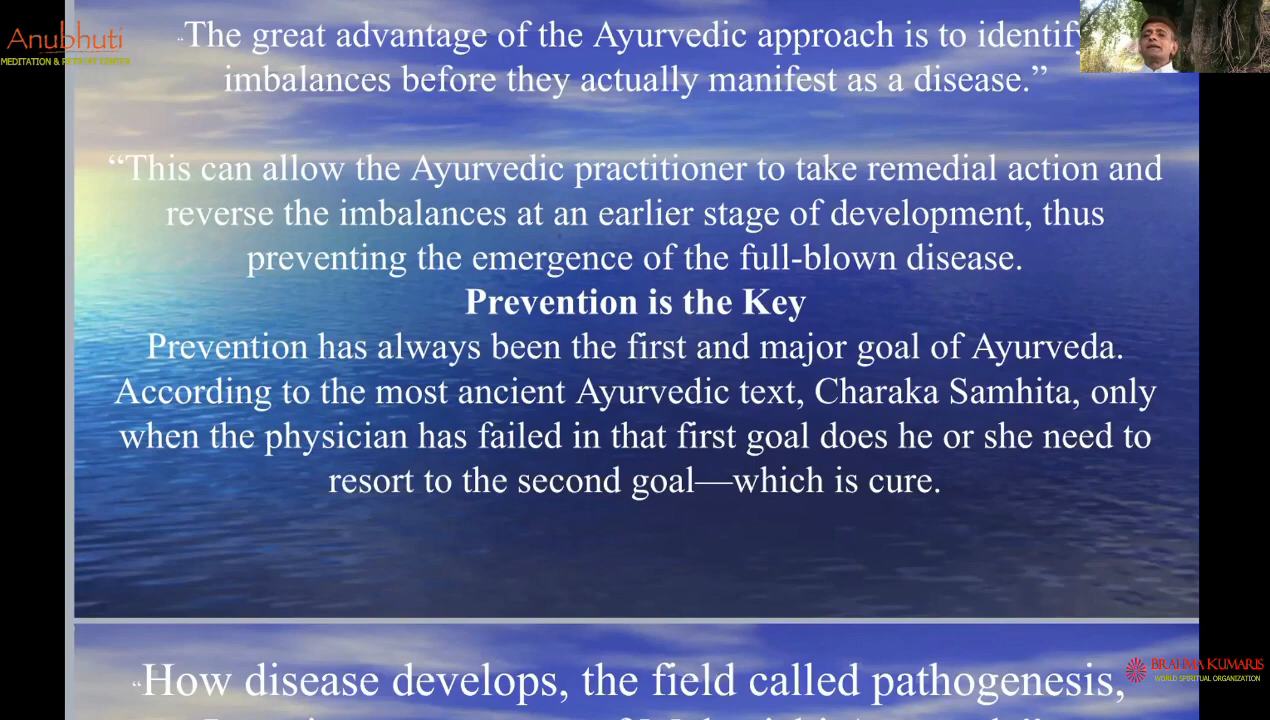 Anubhuti
MEDITATION & RETREAT CENTER
“The great advantage of the Ayurvedic approach is to identify
imbalances before they actually manifest as a disease.”
“This can allow the Ayurvedic practitioner to take remedial action and
reverse the imbalances at an earlier stage of development, thus
preventing the emergence of the full-blown disease.
Prevention is the Key
Prevention has always been the first and major goal of Ayurveda.
According to the most ancient Ayurvedic text, Charaka Samhita, only
when the physician has failed in that first goal does he or she need to
resort to the second goal—which is cure.
“How disease develops, the field called pathogenesis,
BRAHMA KUMARIS
WORLD SPIRITUAL ORGANIZATION